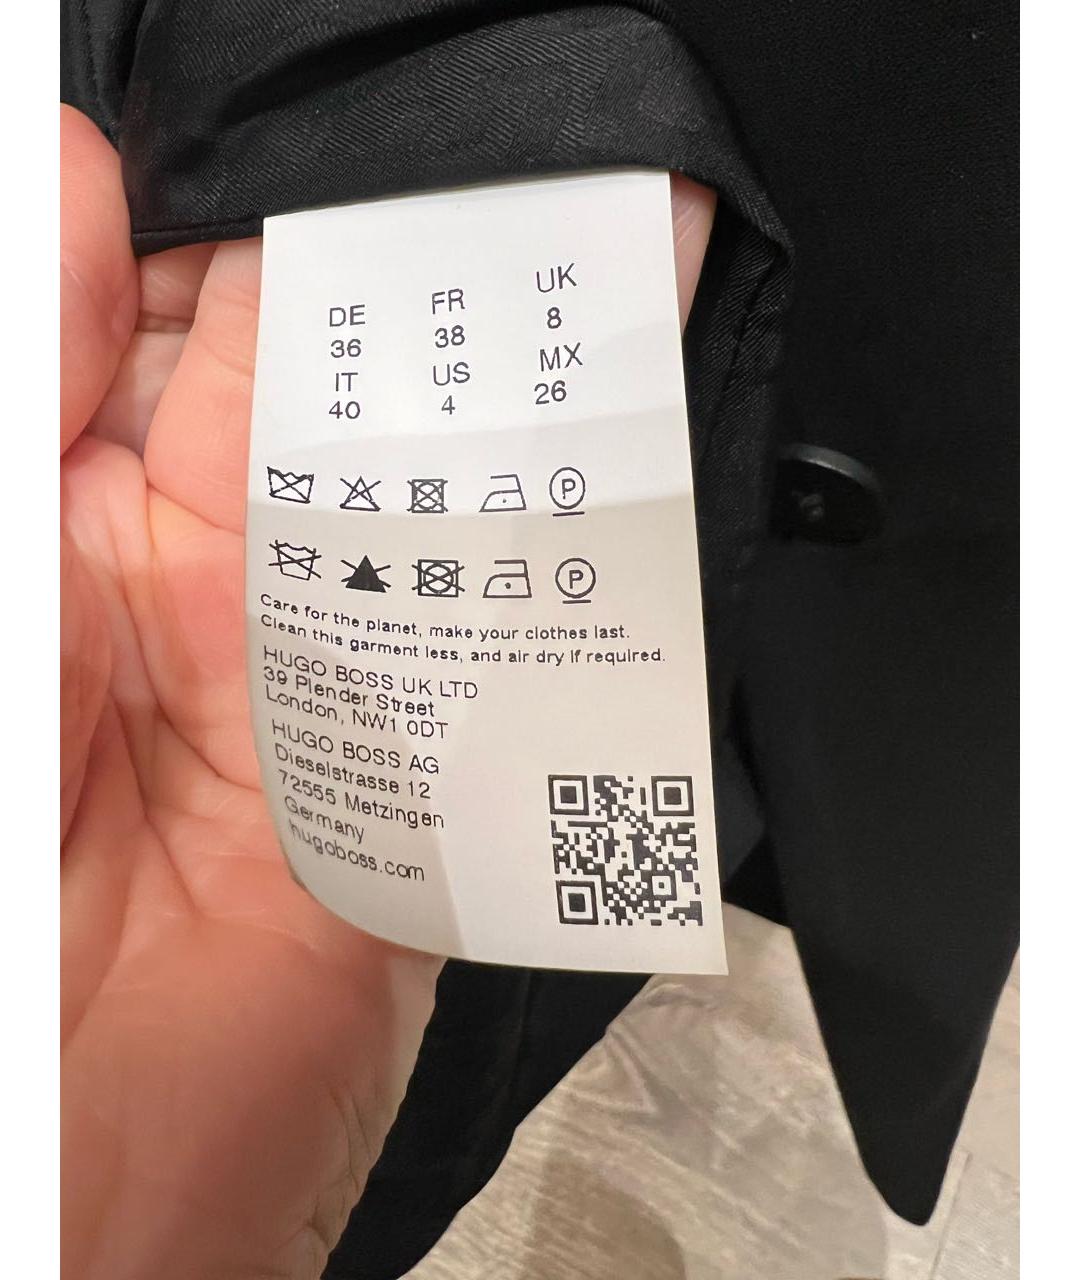 DE FR UK
36 38 8
IT US MX
40 4 26
P
P
Care for the planet, make your clothes last.
Clean this garment less, and air dry if required.
HUGO BOSS UK LTD
39 Plender Street
London, NW1 0DT
HUGO BOSS AG
Dieselstrasse 12
72555 Metzingen
Germany
hugoboss.com